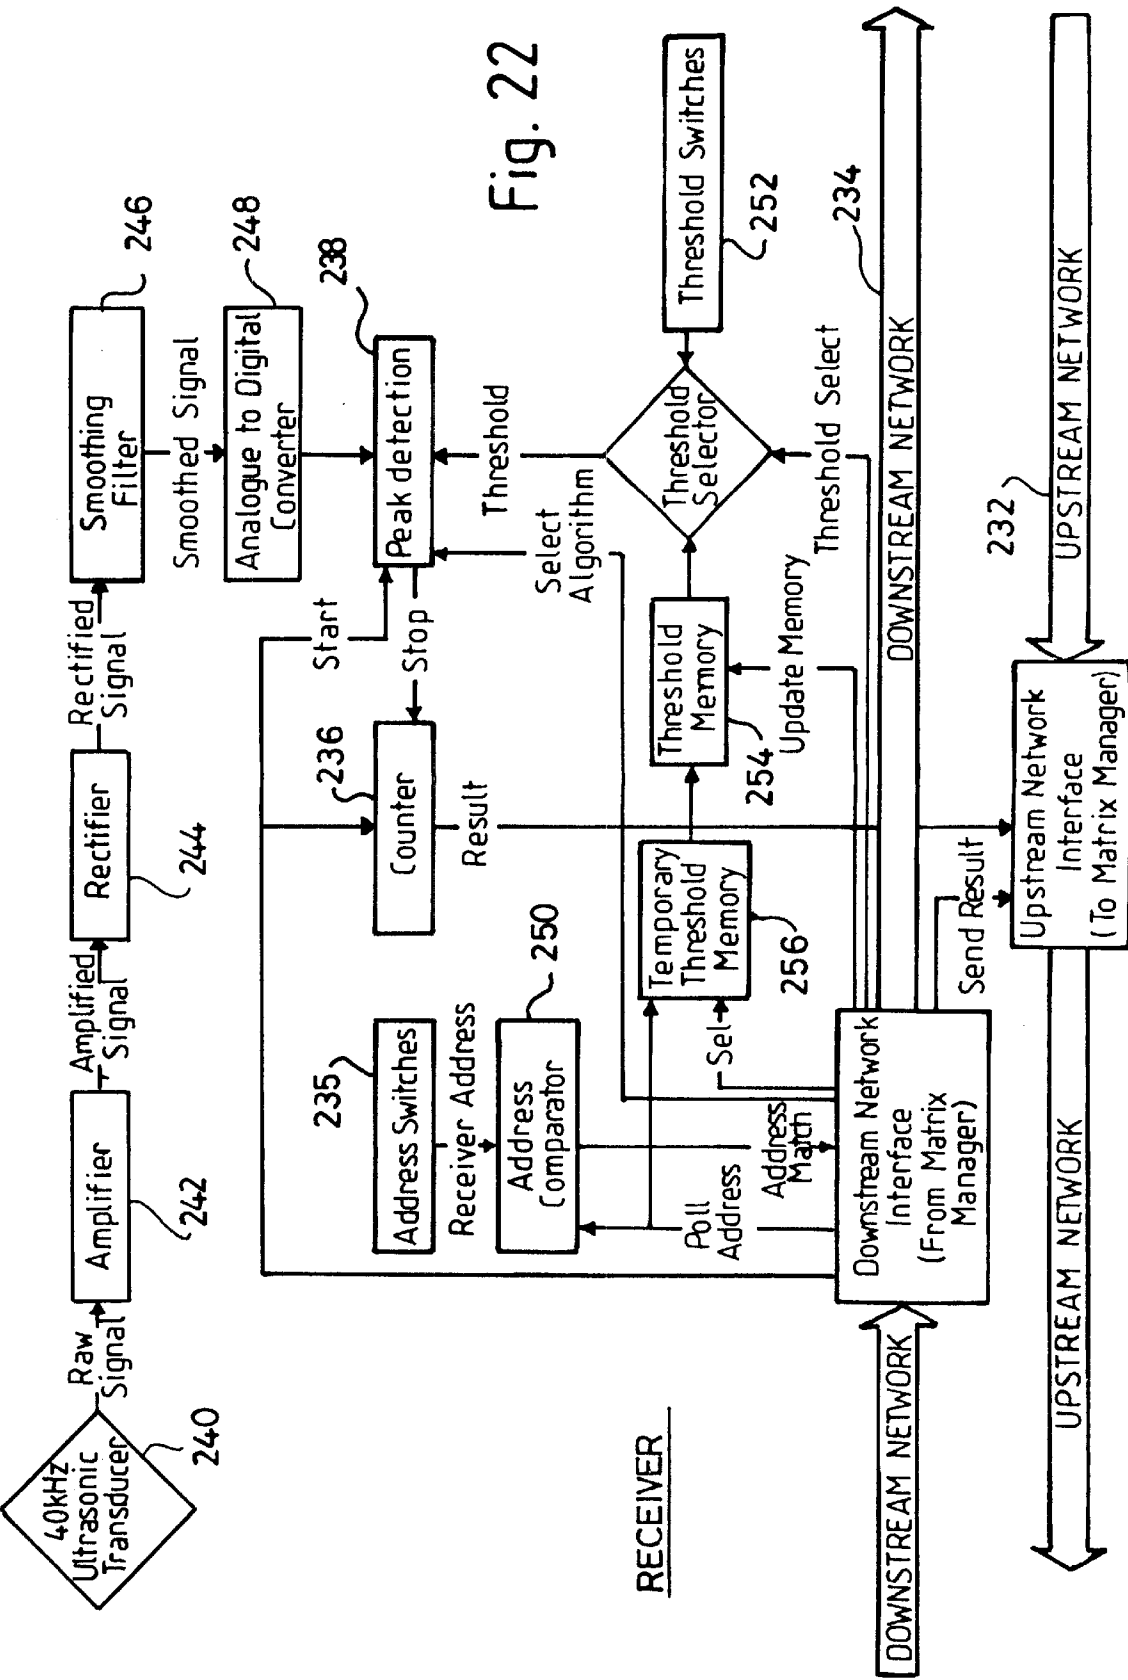 40kHz
Ultrasonic
Transducer
240
Raw
Signal
Amplifier
242
Amplified
Signal
Rectifier
244
Rectified
Signal
Smoothing
Filter
246
Smoothed Signal
Analogue to Digital
Converter
248
Start
Peak detection
238
Stop
Counter
236
Result
Address Switches
235
Receiver Address
Address
Comparator
250
Select
Algorithm
Threshold
Fig. 22
Temporary
Threshold
Memory
256
Threshold
Memory
254
Threshold
Selector
Threshold Switches
252
Poll
Address
Address
Match
Sel
Update Memory
Threshold Select
234
RECEIVER
DOWNSTREAM NETWORK
Downstream Network
Interface
(From Matrix
Manager)
DOWNSTREAM NETWORK
Send Result
232
UPSTREAM NETWORK
Upstream Network
Interface
(To Matrix Manager)
UPSTREAM NETWORK